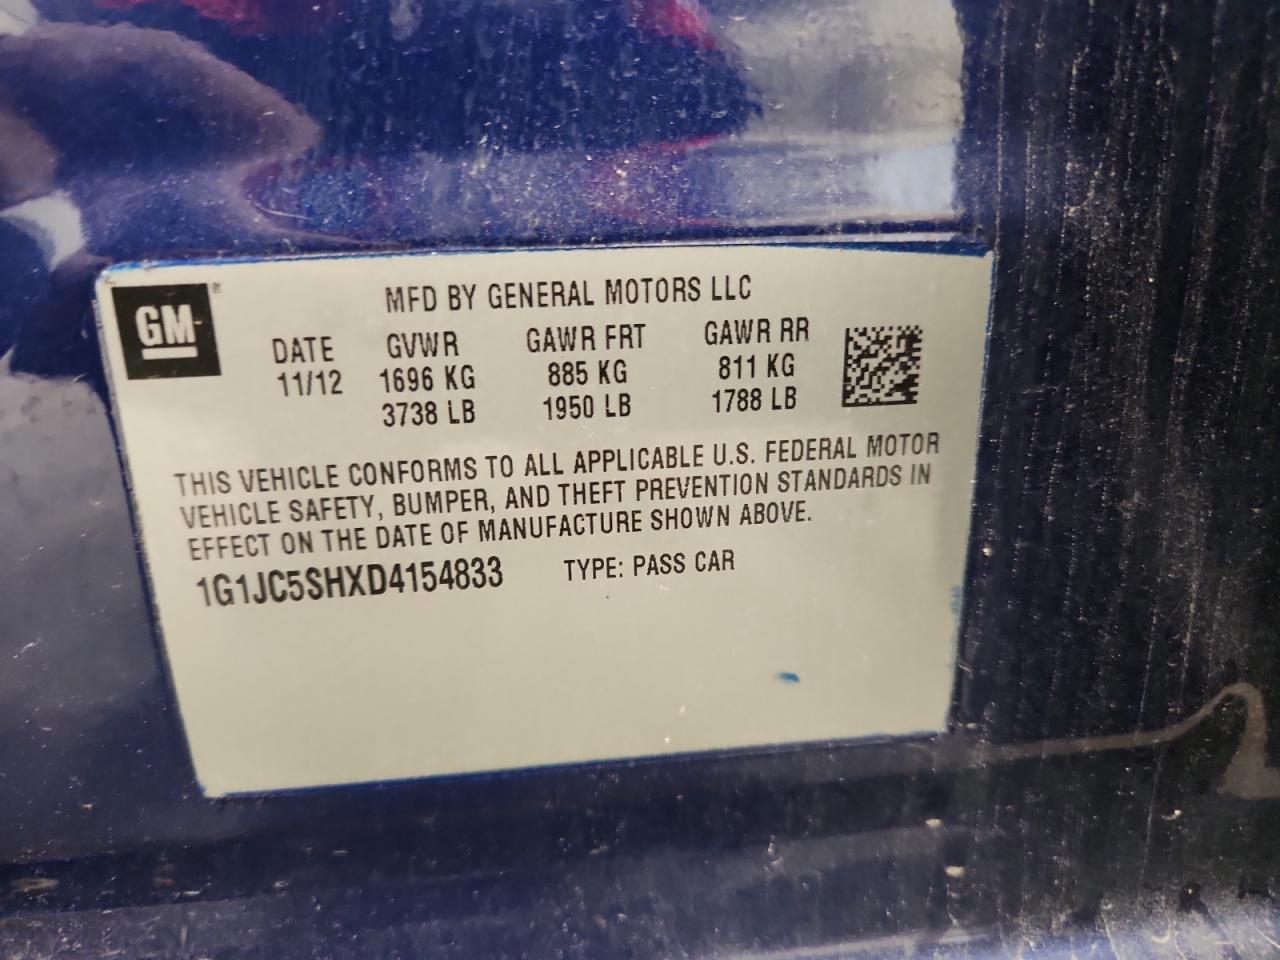 GM®
MFD BY GENERAL MOTORS LLC
DATE GVWR GAWR FRT GAWR RR
11/12 1696 KG 885 KG 811 KG
3738 LB 1950 LB 1788 LB
THIS VEHICLE CONFORMS TO ALL APPLICABLE U.S. FEDERAL MOTOR
VEHICLE SAFETY, BUMPER, AND THEFT PREVENTION STANDARDS IN
EFFECT ON THE DATE OF MANUFACTURE SHOWN ABOVE.
1G1JC5SHXD4154833 TYPE: PASS CAR